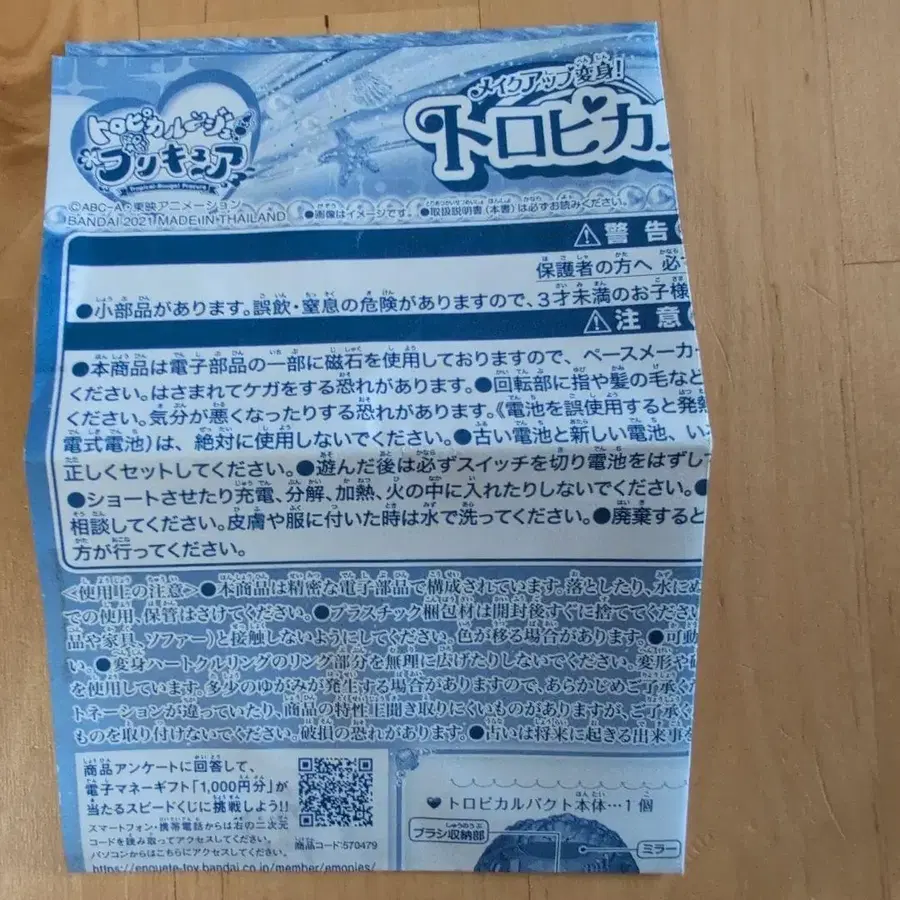 トロピカル〜ジュ!
プリキュア
Tropical-Rouge! Precure
メイクアップ変身!
トロピカ
©ABC-A・東映アニメーション
BANDAI 2021 MADE IN THAILAND
●画像はイメージです。 ●取扱説明書(本書)は必ずお読みください。
⚠警告
保護者の方へ 必
●小部品があります。誤飲・窒息の危険がありますので、3才未満のお子様
⚠注意
●本商品は電子部品の一部に磁石を使用しておりますので、ペースメーカ
ください。はさまれてケガをする恐れがあります。●回転部に指や髪の毛など
ください。気分が悪くなったりする恐れがあります。《電池を誤使用すると発熱
電式電池)は、絶対に使用しないでください。●古い電池と新しい電池、い
正しくセットしてください。●遊んだ後は必ずスイッチを切り電池をはずして
●ショートさせたり充電、分解、加熱、火の中に入れたりしないでください。●
相談してください。皮膚や服に付いた時は水で洗ってください。●廃棄すると
方が行ってください。
<使用上の注意>●本商品は精密な電子部品で構成されています。落としたり、水にぬ
での使用、保管はさけてください。●プラスチック梱包材は開封後すぐに捨ててくださ
品や家具、ソファー)と接触しないようにしてください。色が移る場合があります。●可動
い。●変身ハートクルリングのリング部分を無理に広げたりしないでください。変形や破
を使用しています。多少のゆがみが発生する場合がありますので、あらかじめご了承くだ
トネーションが違っていたり、商品の特性上聞き取りにくいものがありますが、ご了承く
ものを取り付けないでください。破損の恐れがあります。●占いは将来に起きる出来事を
商品アンケートに回答して、
電子マネーギフト「1,000円分」が
当たるスピードくじに挑戦しよう!!
スマートフォン・携帯電話からは右の二次元
コードを読み取ってアクセスしてください。
パソコンからはこちらにアクセスしてください。
商品コード:570479
https://enquete-toy.bandai.co.jp/member/enopies/
♥トロピカルパクト本体…1個
ブラシ収納部
ミラー